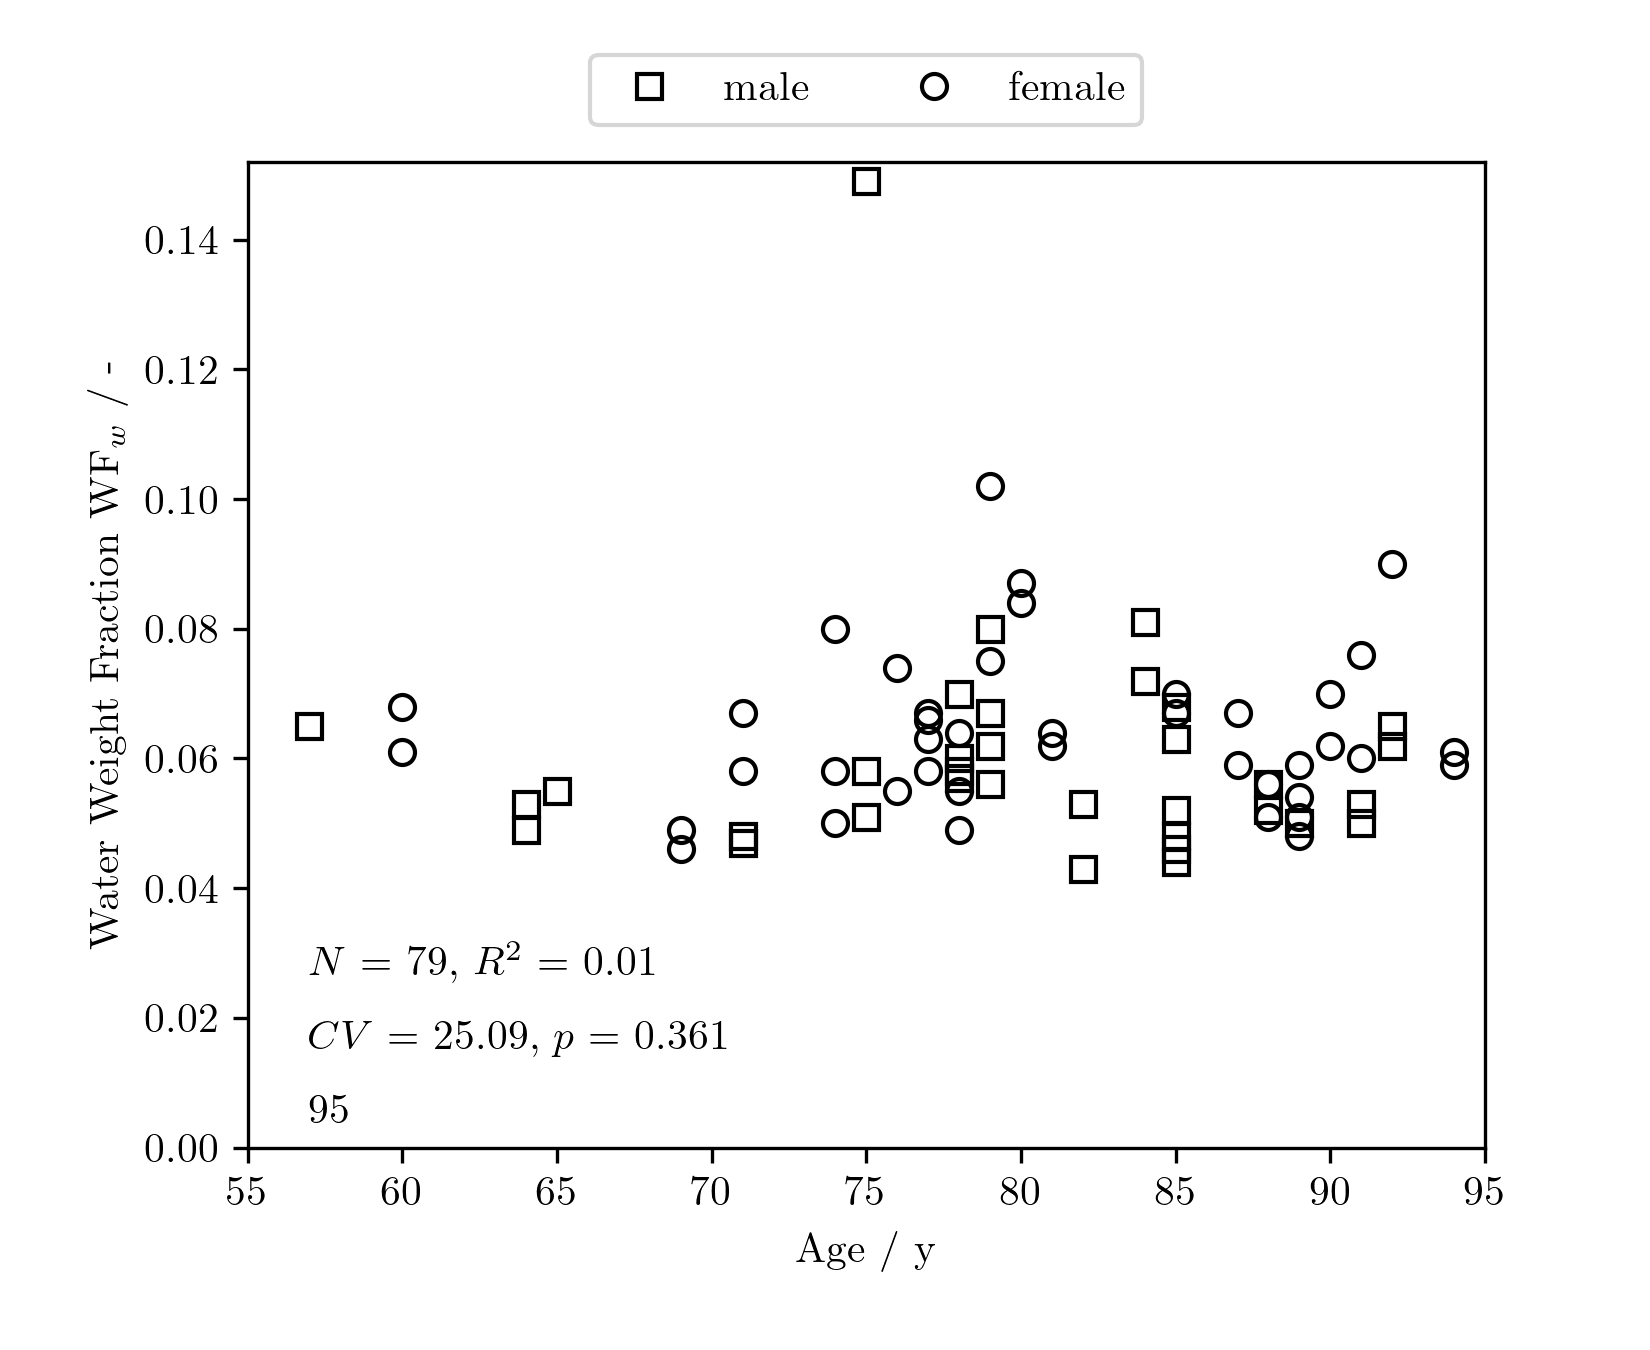 male female
0.14
0.12
0.10
0.08
0.06
0.04
0.02
0.00
Water Weight Fraction WF_w / -
N = 79, R² = 0.01
CV = 25.09, p = 0.361
95
55 60 65 70 75 80 85 90 95
Age / y